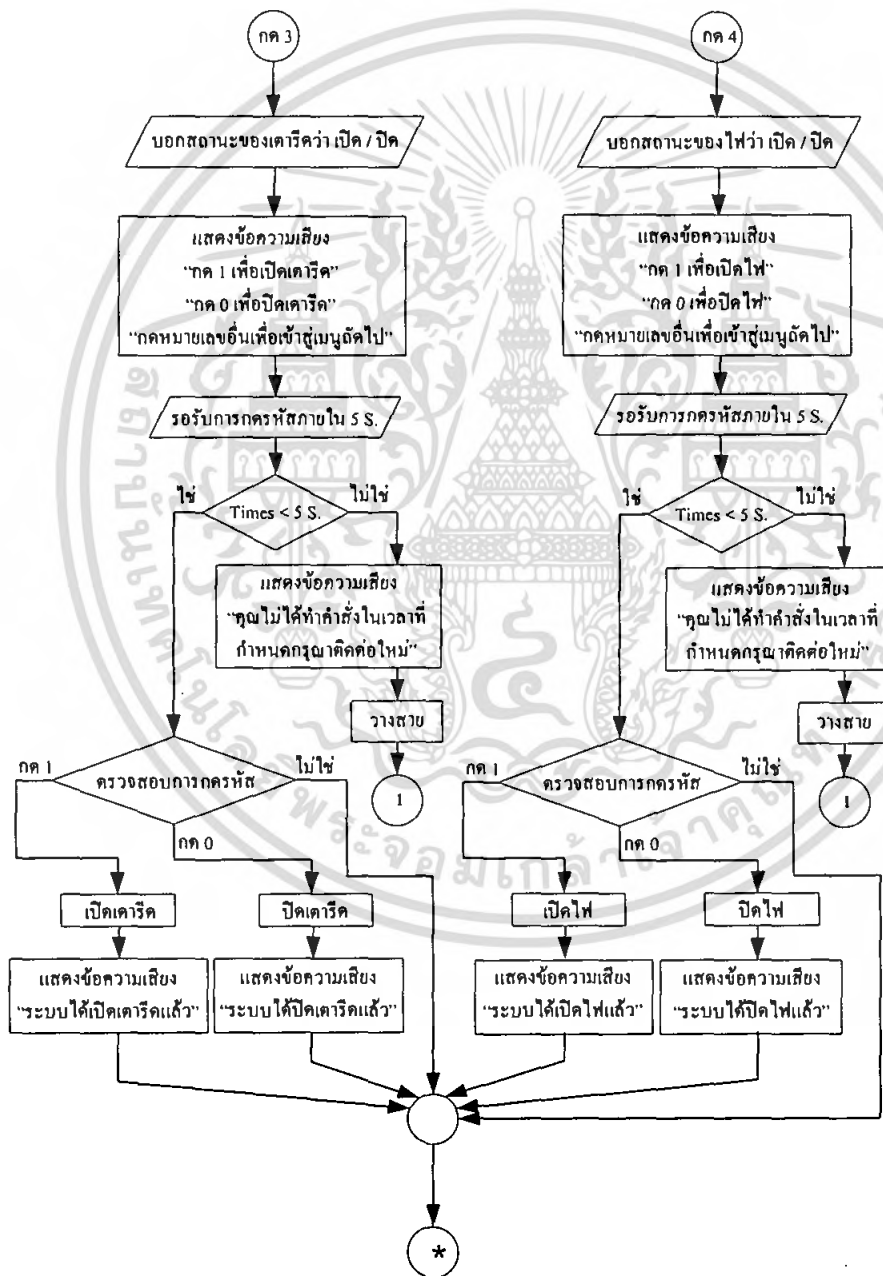 กด 3
บอกสถานะของเตารีดว่า เปิด / ปิด
แสดงข้อความเสียง
“กด 1 เพื่อเปิดเตารีด”
“กด 0 เพื่อปิดเตารีด”
“กดหมายเลขอื่นเพื่อเข้าสู่เมนูถัดไป”
รอรับการกดรหัสภายใน 5 S.
ใช่
ไม่ใช่
Times < 5 S.
แสดงข้อความเสียง
“คุณไม่ได้ทำคำสั่งในเวลาที่
กำหนดกรุณาติดต่อใหม่”
วางสาย
1
กด 1
ไม่ใช่
ตรวจสอบการกดรหัส
กด 0
เปิดเตารีด
ปิดเตารีด
แสดงข้อความเสียง
“ระบบได้เปิดเตารีดแล้ว”
แสดงข้อความเสียง
“ระบบได้ปิดเตารีดแล้ว”
กด 4
บอกสถานะของไฟว่า เปิด / ปิด
แสดงข้อความเสียง
“กด 1 เพื่อเปิดไฟ”
“กด 0 เพื่อปิดไฟ”
“กดหมายเลขอื่นเพื่อเข้าสู่เมนูถัดไป”
รอรับการกดรหัสภายใน 5 S.
ใช่
ไม่ใช่
Times < 5 S.
แสดงข้อความเสียง
“คุณไม่ได้ทำคำสั่งในเวลาที่
กำหนดกรุณาติดต่อใหม่”
วางสาย
1
กด 1
ไม่ใช่
ตรวจสอบการกดรหัส
กด 0
เปิดไฟ
ปิดไฟ
แสดงข้อความเสียง
“ระบบได้เปิดไฟแล้ว”
แสดงข้อความเสียง
“ระบบได้ปิดไฟแล้ว”
*